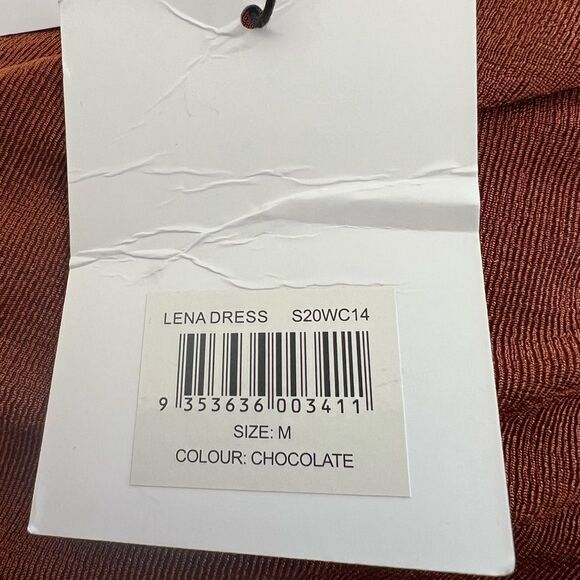 LENA DRESS S20WC14
9 353636 003411
SIZE: M
COLOUR: CHOCOLATE